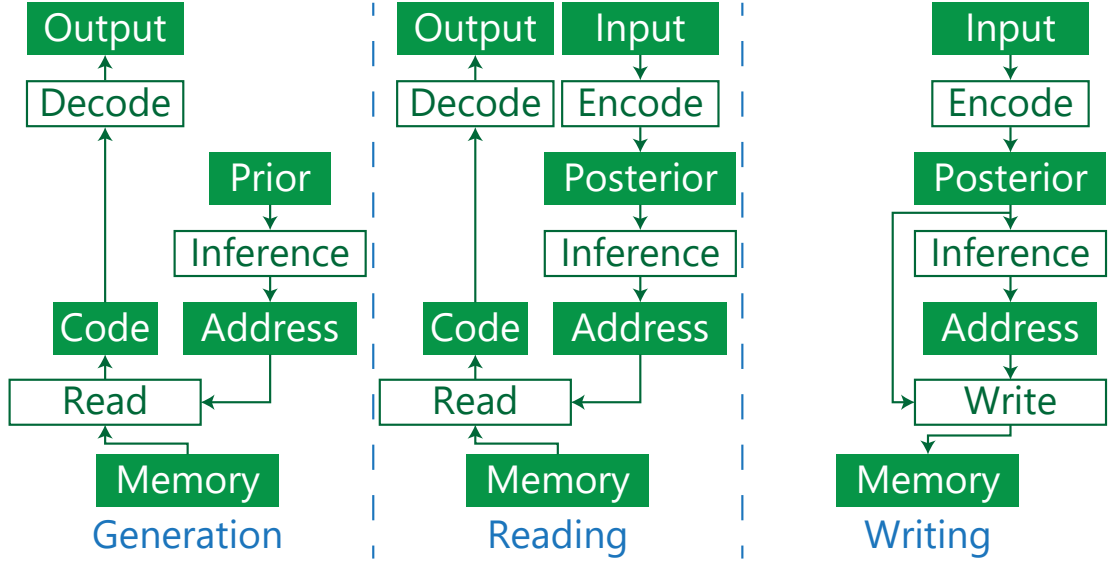 Output
Decode
Prior
Inference
Code
Address
Read
Memory
Generation
Output
Input
Decode
Encode
Posterior
Inference
Code
Address
Read
Memory
Reading
Input
Encode
Posterior
Inference
Address
Write
Memory
Writing